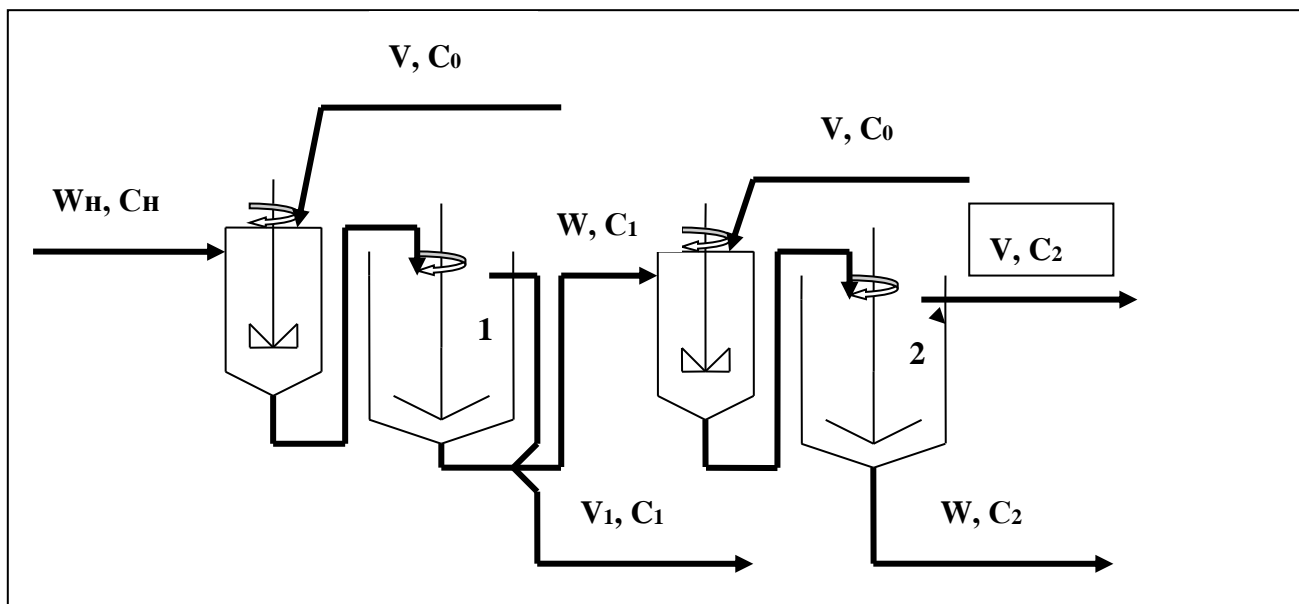 V, C₀
V, C₀
Wн, Cн
W, C₁
V, C₂
1
2
V₁, C₁
W, C₂